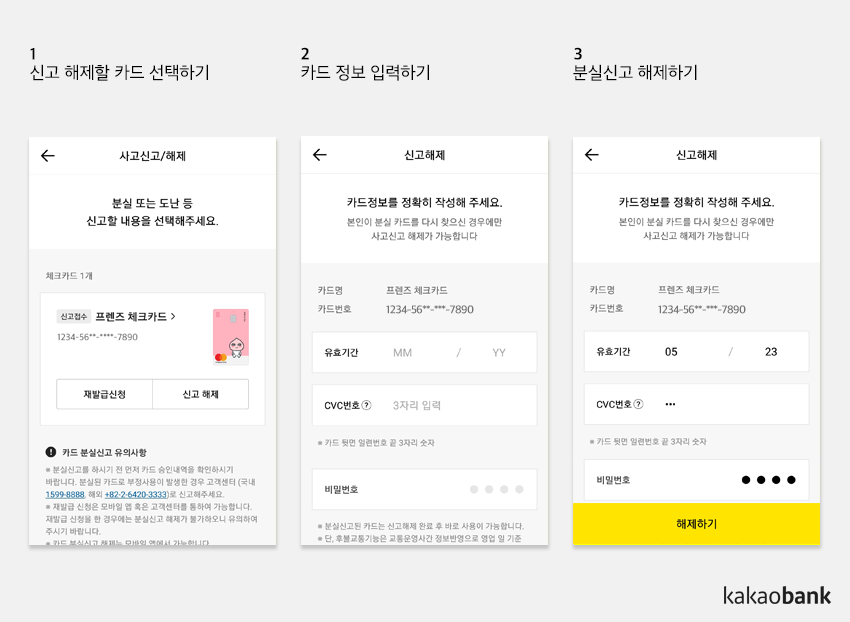 1
신고 해제할 카드 선택하기
사고신고/해제
분실 또는 도난 등
신고할 내용을 선택해주세요.
체크카드 1개
신고접수 프렌즈 체크카드 >
1234-56**-****-7890
재발급신청 신고 해제
카드 분실신고 유의사항
※ 분실신고를 하시기 전 먼저 카드 승인내역을 확인하시기
바랍니다. 분실된 카드로 부정사용이 발생한 경우 고객센터 (국내
1599-8888, 해외 +82-2-6420-3333)로 신고해주세요.
※ 재발급 신청은 모바일 앱 혹은 고객센터를 통하여 가능합니다.
재발급 신청을 한 경우에는 분실신고 해제가 불가하오니 유의하여
주시기 바랍니다.
※ 카드 분실신고 해제는 모바일 앱에서 가능합니다.
2
카드 정보 입력하기
신고해제
카드정보를 정확히 작성해 주세요.
본인이 분실 카드를 다시 찾으신 경우에만
사고신고 해제가 가능합니다
카드명 프렌즈 체크카드
카드번호 1234-56**-***-7890
유효기간 MM / YY
CVC번호 ? 3자리 입력
※ 카드 뒷면 일련번호 끝 3자리 숫자
비밀번호
※ 분실신고된 카드는 신고해제 완료 후 바로 사용이 가능합니다.
※ 단, 후불교통기능은 교통운영사간 정보반영으로 영업 일 기준
3
분실신고 해제하기
신고해제
카드정보를 정확히 작성해 주세요.
본인이 분실 카드를 다시 찾으신 경우에만
사고신고 해제가 가능합니다
카드명 프렌즈 체크카드
카드번호 1234-56**-***-7890
유효기간 05 / 23
CVC번호 ? •••
※ 카드 뒷면 일련번호 끝 3자리 숫자
비밀번호 ●●●●
해제하기
kakaobank